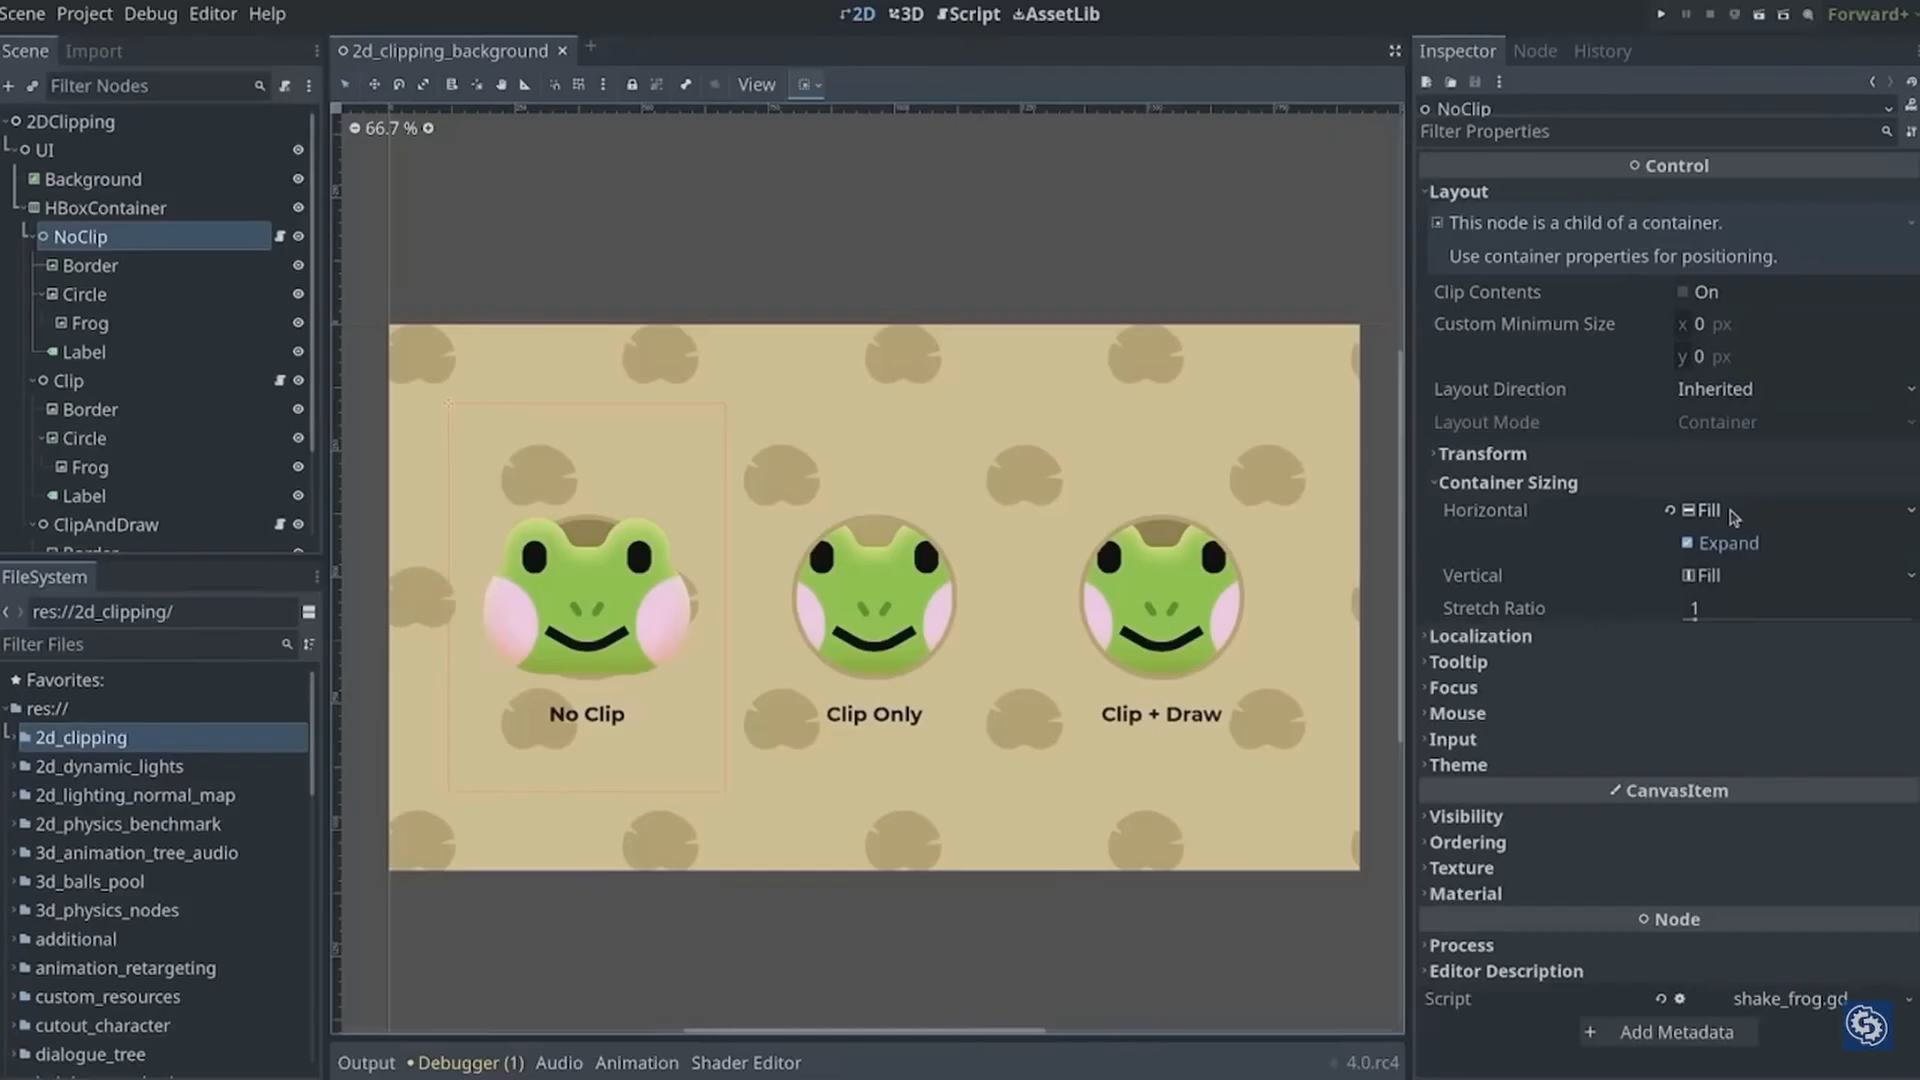 Scene Project Debug Editor Help
2D 3D Script AssetLib
Forward+
Scene Import
Filter Nodes
2DClipping
UI
Background
HBoxContainer
NoClip
Border
Circle
Frog
Label
Clip
Border
Circle
Frog
Label
ClipAndDraw
FileSystem
res://2d_clipping/
Filter Files
Favorites:
res://
2d_clipping
2d_dynamic_lights
2d_lighting_normal_map
2d_physics_benchmark
3d_animation_tree_audio
3d_balls_pool
3d_physics_nodes
additional
animation_retargeting
custom_resources
cutout_character
dialogue_tree
2d_clipping_background
View
66.7 %
No Clip
Clip Only
Clip + Draw
Output Debugger (1) Audio Animation Shader Editor
4.0.rc4
Inspector Node History
NoClip
Filter Properties
Control
Layout
This node is a child of a container.
Use container properties for positioning.
Clip Contents On
Custom Minimum Size x 0 px
y 0 px
Layout Direction Inherited
Layout Mode Container
Transform
Container Sizing
Horizontal Fill
Expand
Vertical Fill
Stretch Ratio 1
Localization
Tooltip
Focus
Mouse
Input
Theme
CanvasItem
Visibility
Ordering
Texture
Material
Node
Process
Editor Description
Script shake_frog.gd
+ Add Metadata